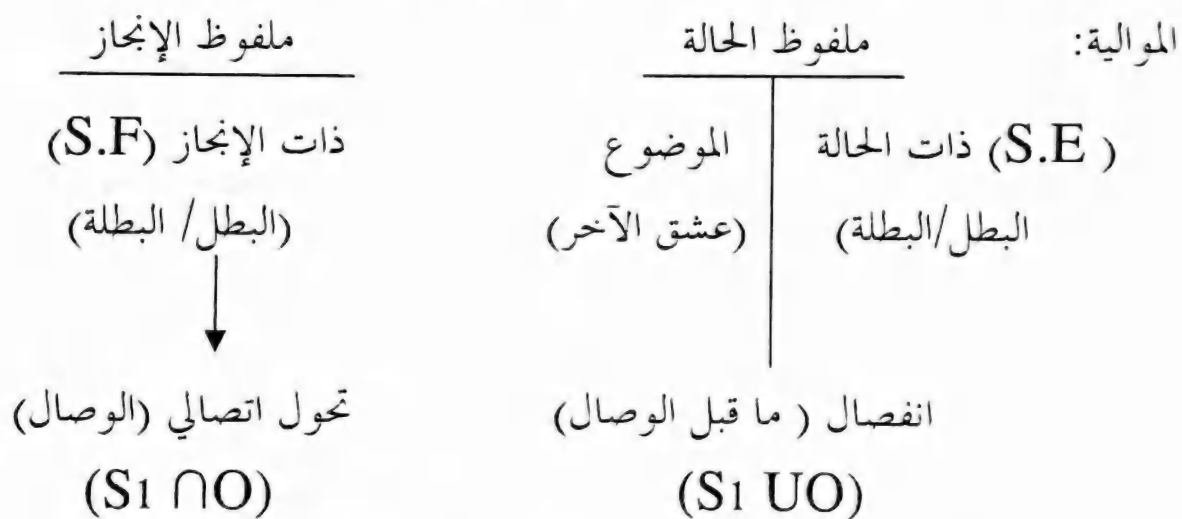 الموالية: ملفوظ الحالة ملفوظ الإنجاز
( S.E) ذات الحالة الموضوع ذات الإنجاز (S.F)
البطل/البطلة) (عشق الآخر) (البطل/ البطلة)
انفصال ( ما قبل الوصال) تحول اتصالي (الوصال)
(S1 UO) (S1 ∩O)